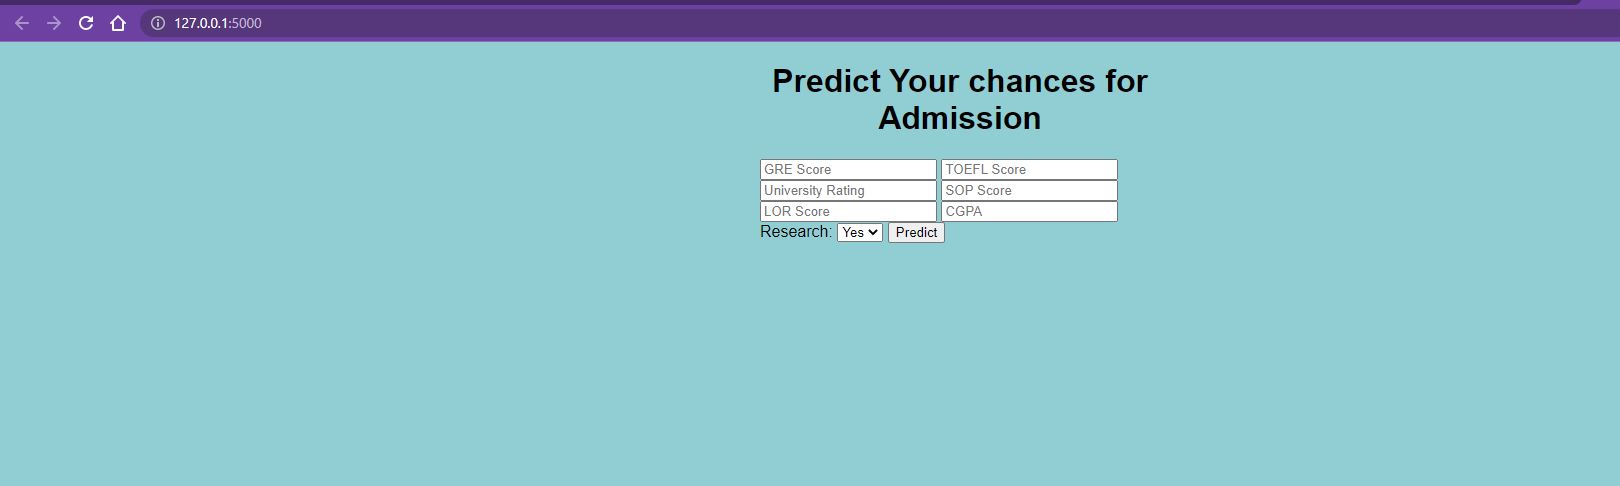 127.0.0.1:5000
Predict Your chances for
Admission
GRE Score TOEFL Score
University Rating SOP Score
LOR Score CGPA
Research: Yes Predict